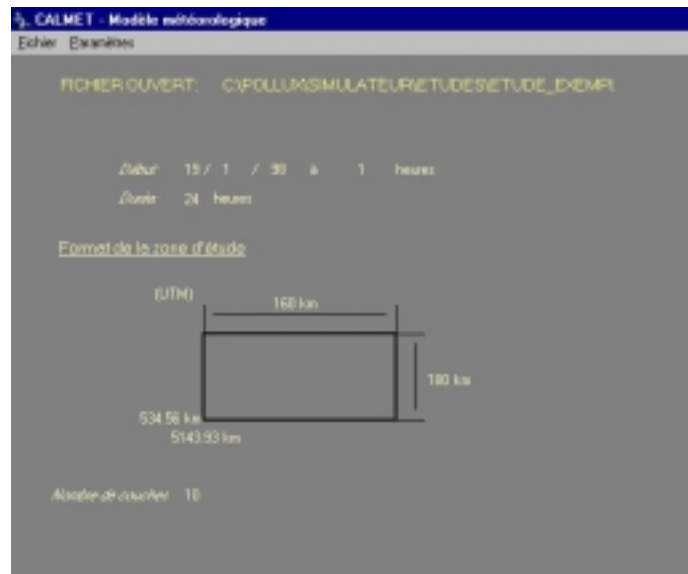 CALMET - Modèle météorologique
Fichier Paramètres
FICHIER OUVERT: C:\POLLUX\SIMULATEUR\ETUDES\ETUDE_EXEMPL
Début: 19 / 1 / 98 à 1 heures
Durée: 24 heures
Format de la zone d'étude
(UTM)
160 km
180 km
534.56 km
5143.93 km
Nombre de couches 10